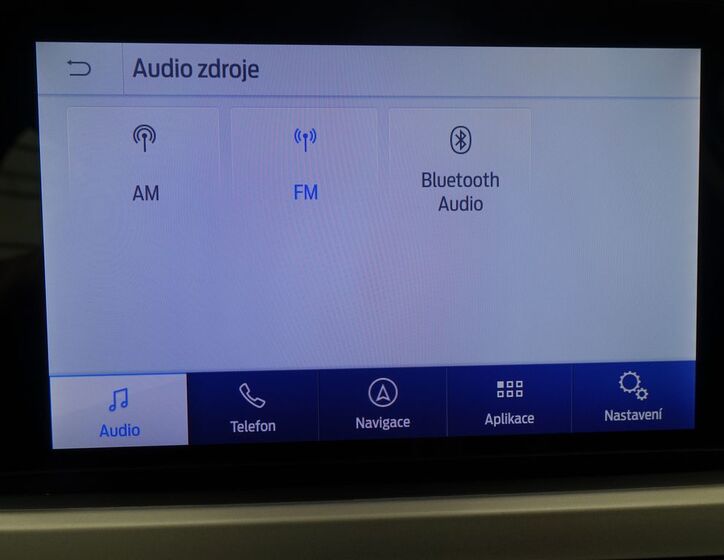 Audio zdroje
AM
FM
Bluetooth
Audio
Audio
Telefon
Navigace
Aplikace
Nastavení